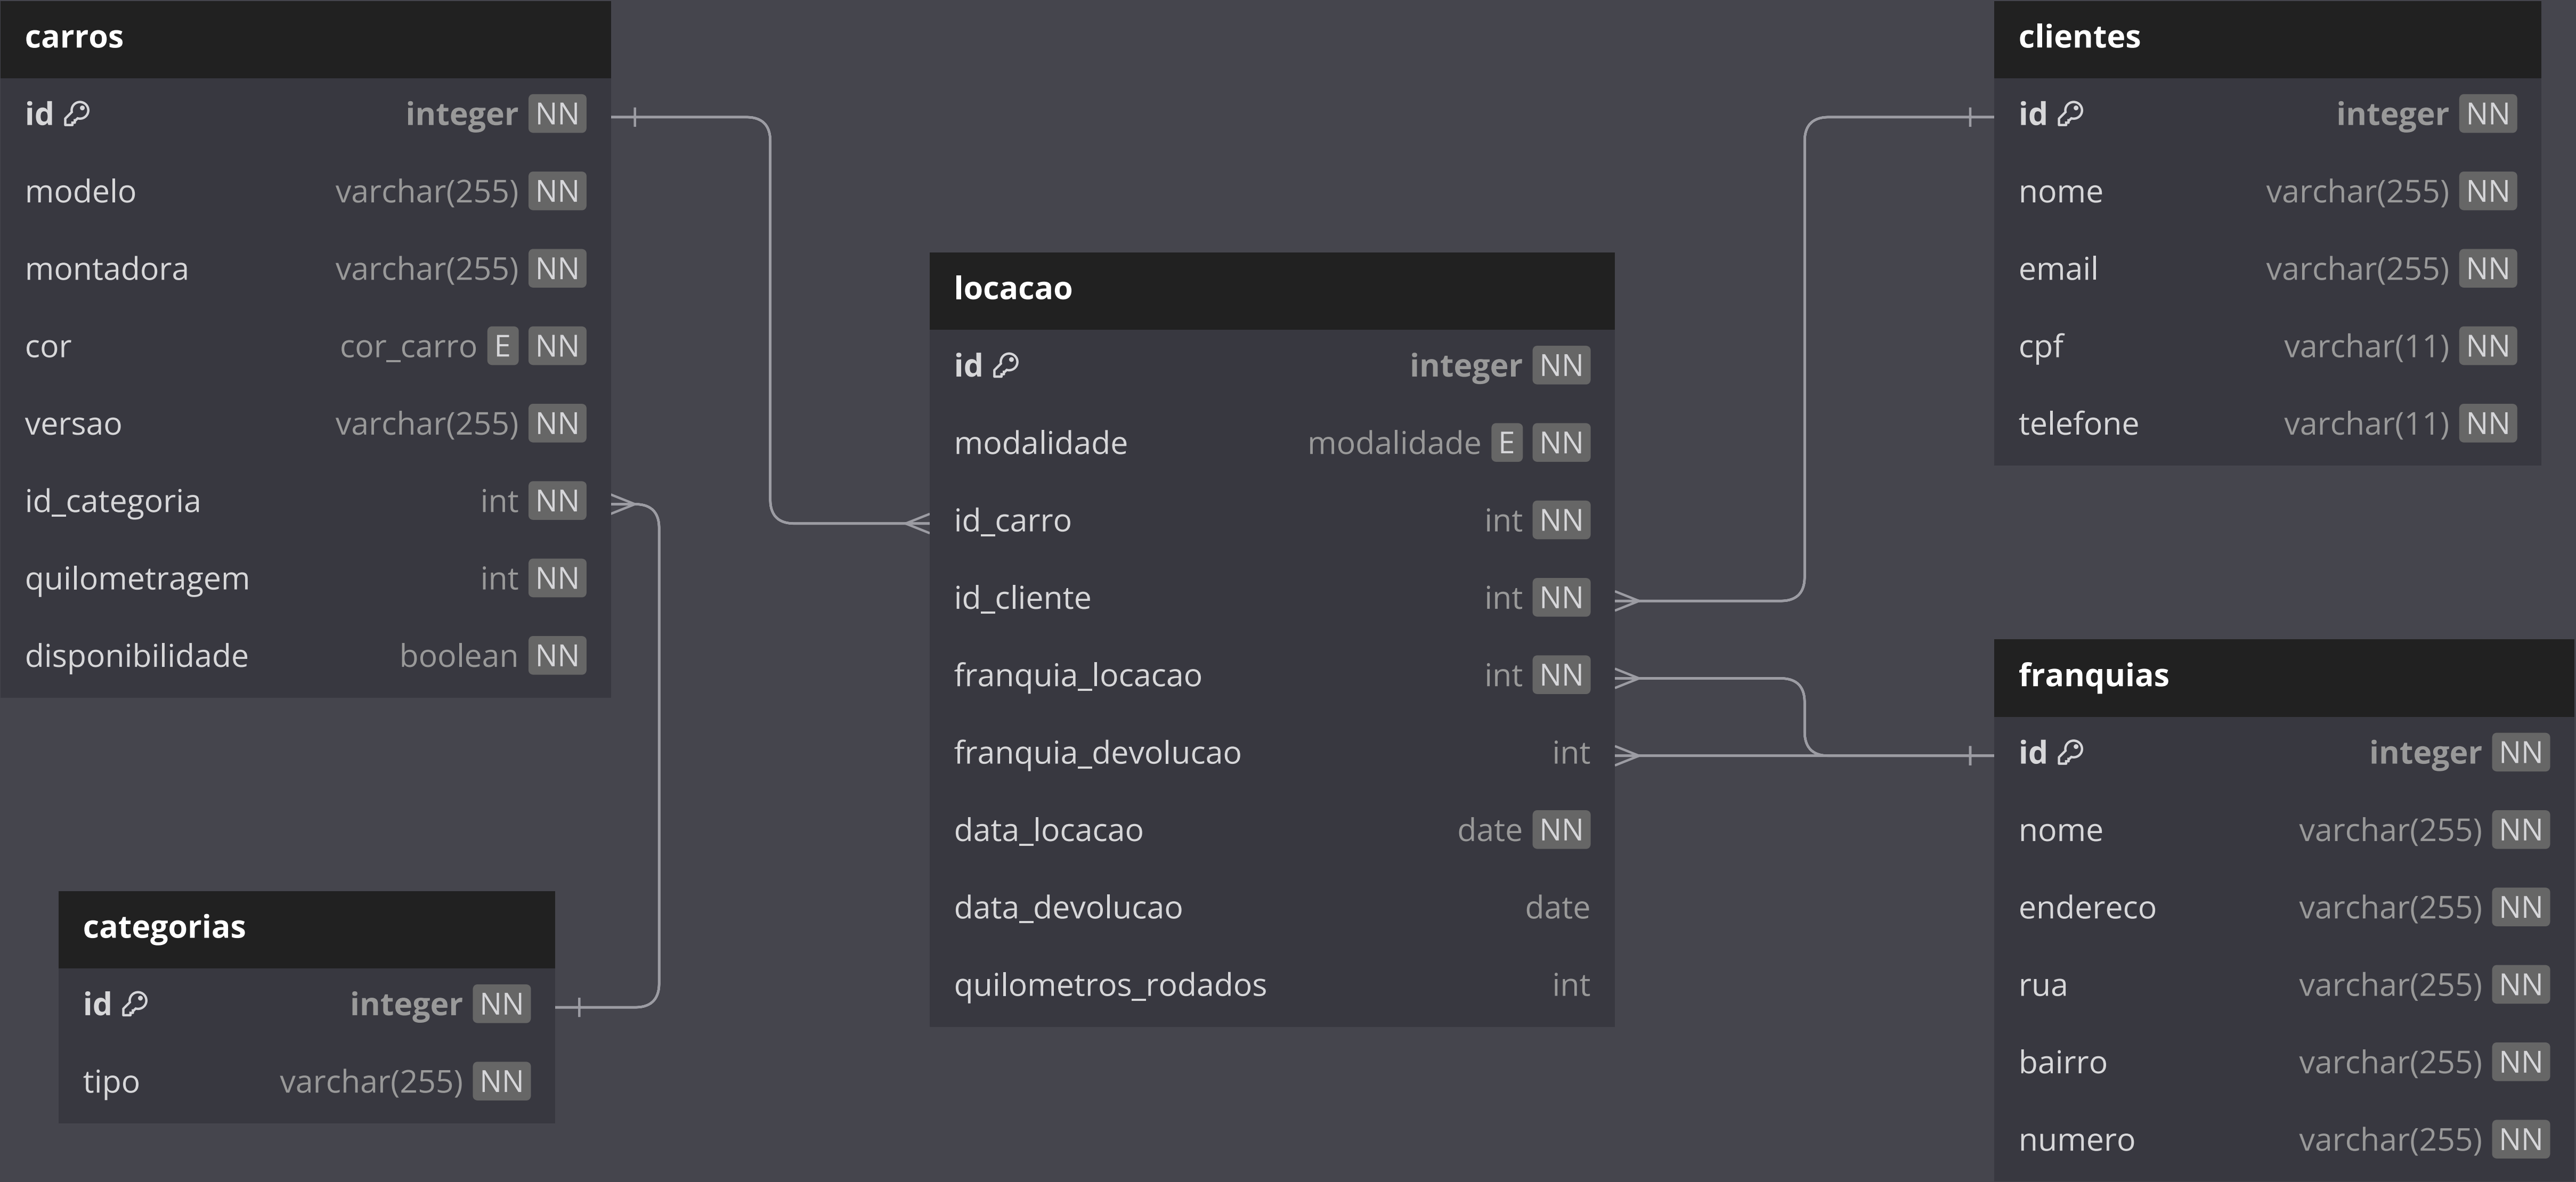 carros
id integer NN
modelo varchar(255) NN
montadora varchar(255) NN
cor cor_carro E NN
versao varchar(255) NN
id_categoria int NN
quilometragem int NN
disponibilidade boolean NN
categorias
id integer NN
tipo varchar(255) NN
locacao
id integer NN
modalidade modalidade E NN
id_carro int NN
id_cliente int NN
franquia_locacao int NN
franquia_devolucao int
data_locacao date NN
data_devolucao date
quilometros_rodados int
clientes
id integer NN
nome varchar(255) NN
email varchar(255) NN
cpf varchar(11) NN
telefone varchar(11) NN
franquias
id integer NN
nome varchar(255) NN
endereco varchar(255) NN
rua varchar(255) NN
bairro varchar(255) NN
numero varchar(255) NN